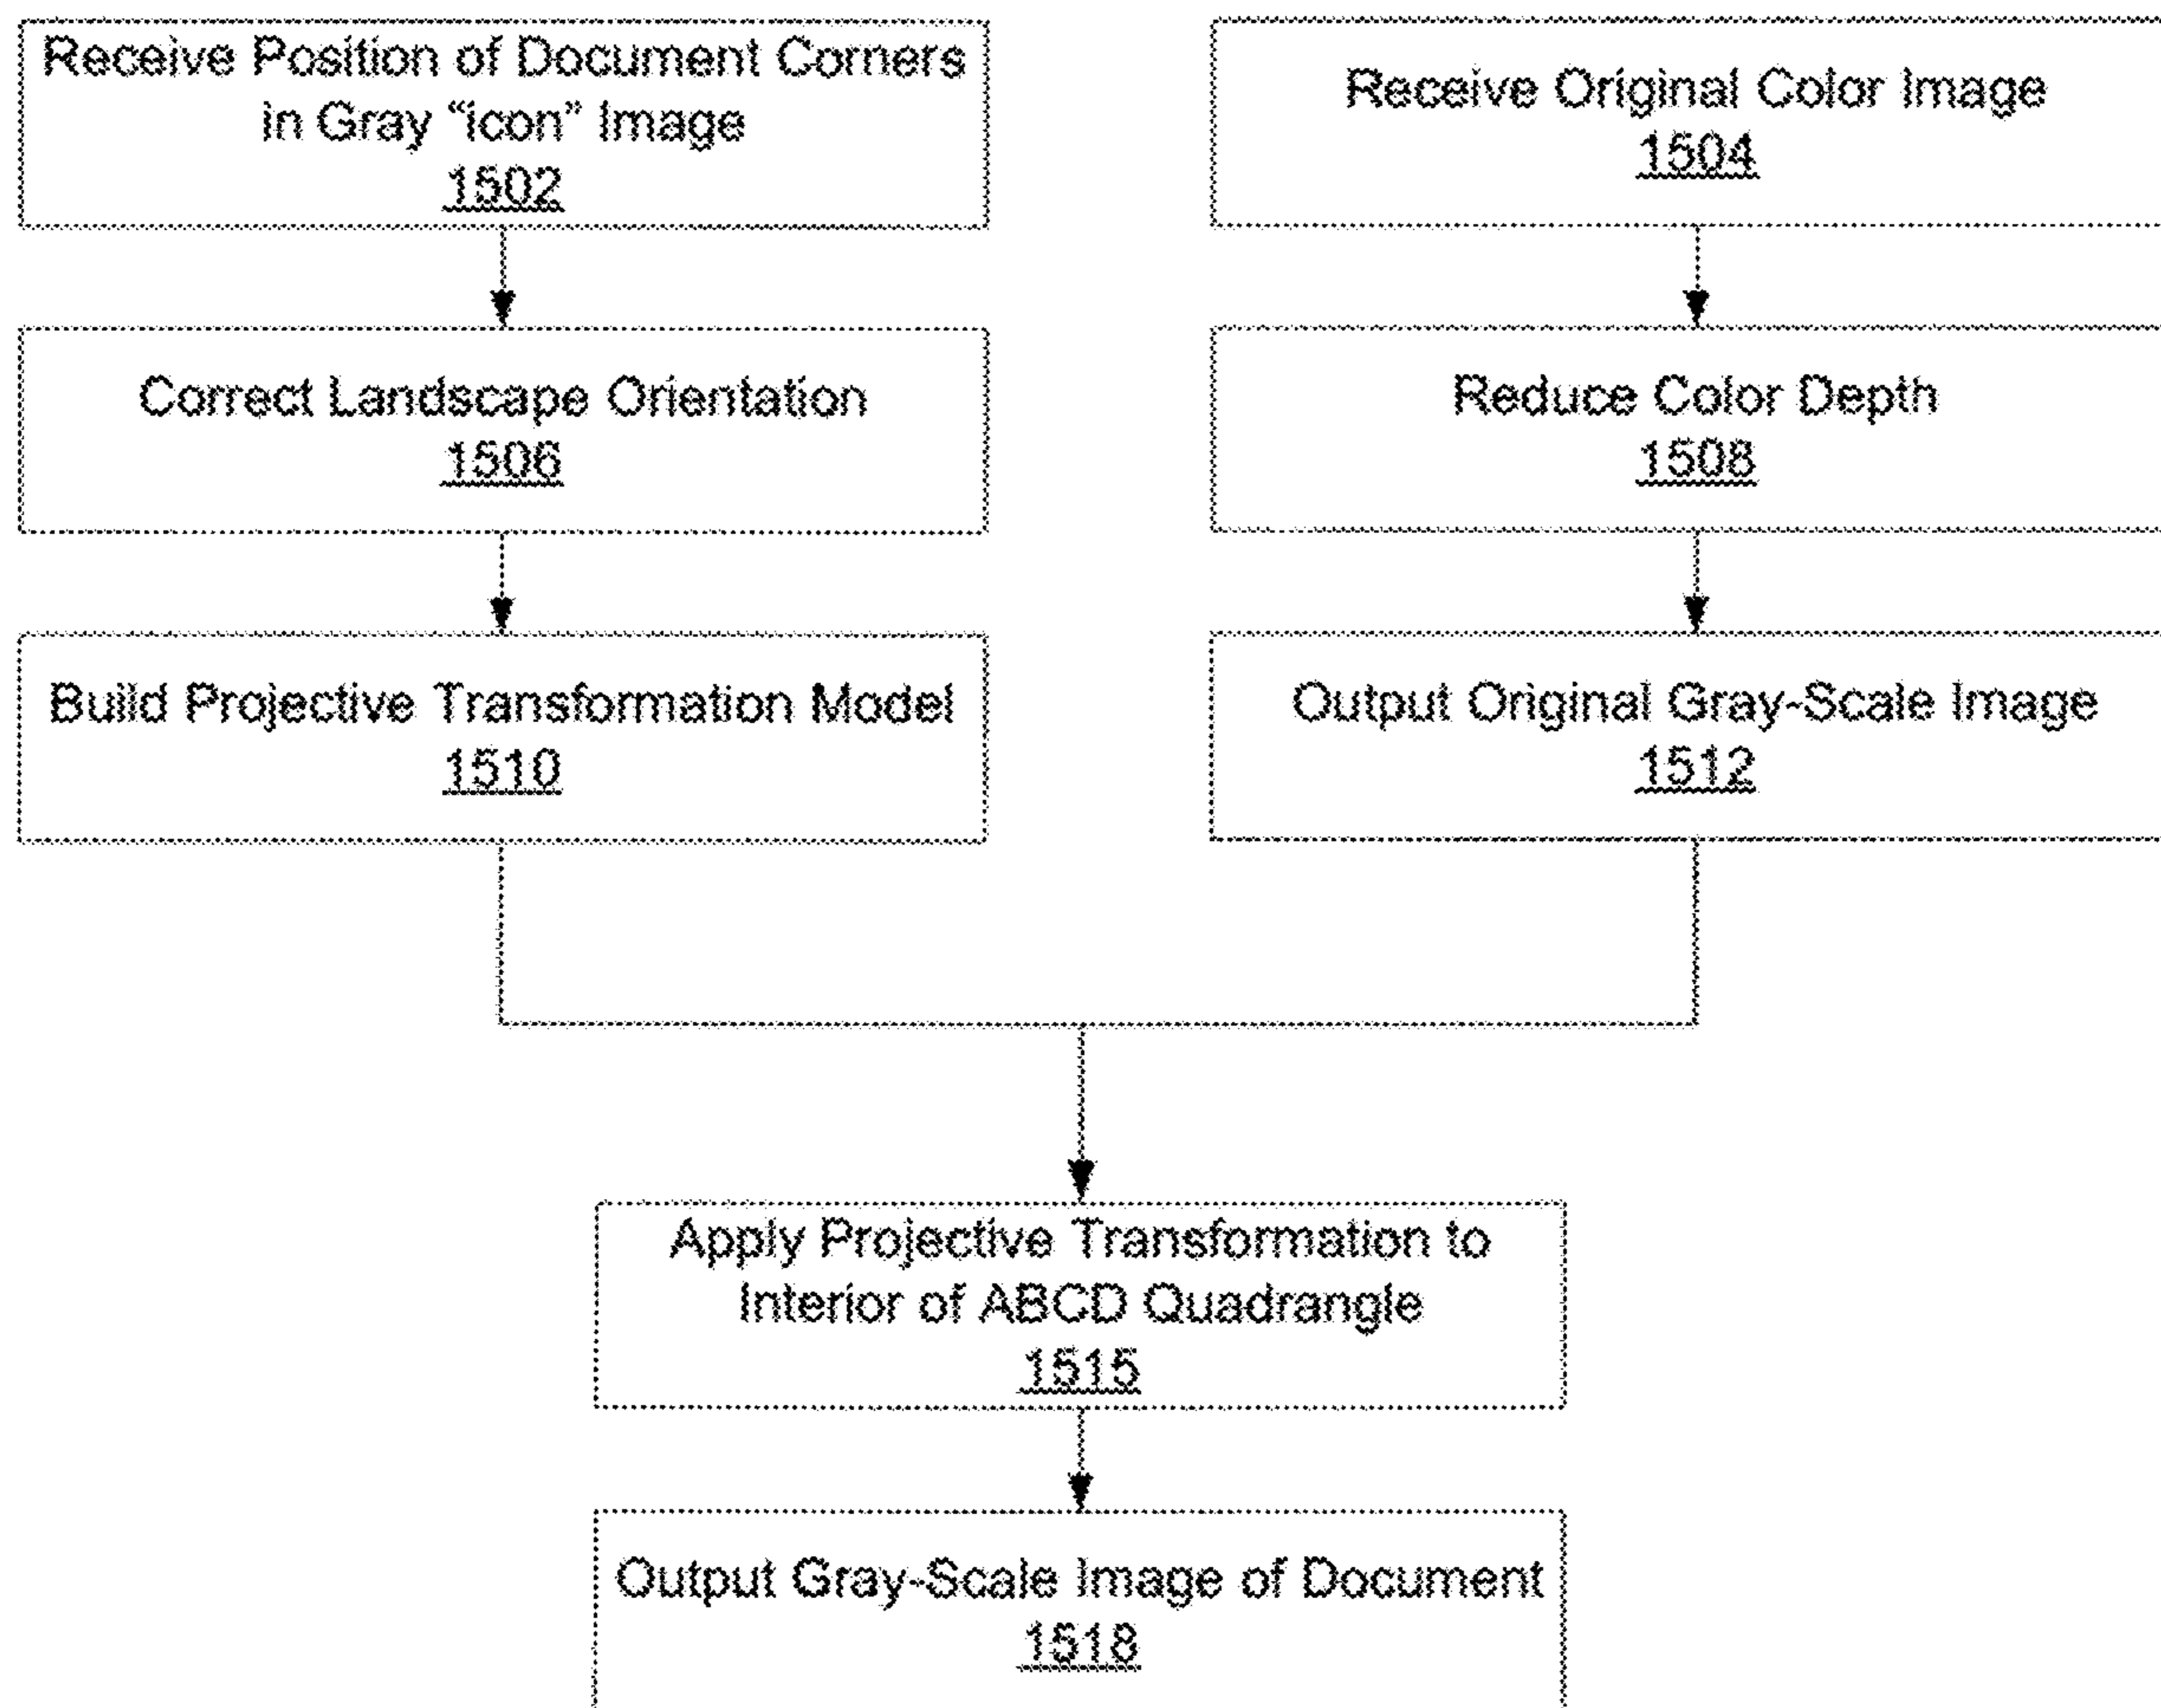 Receive Position of Document Corners
in Gray “icon” Image
1502
Receive Original Color Image
1504
Correct Landscape Orientation
1506
Reduce Color Depth
1508
Build Projective Transformation Model
1510
Output Original Gray-Scale Image
1512
Apply Projective Transformation to
Interior of ABCD Quadrangle
1515
Output Gray-Scale Image of Document
1518